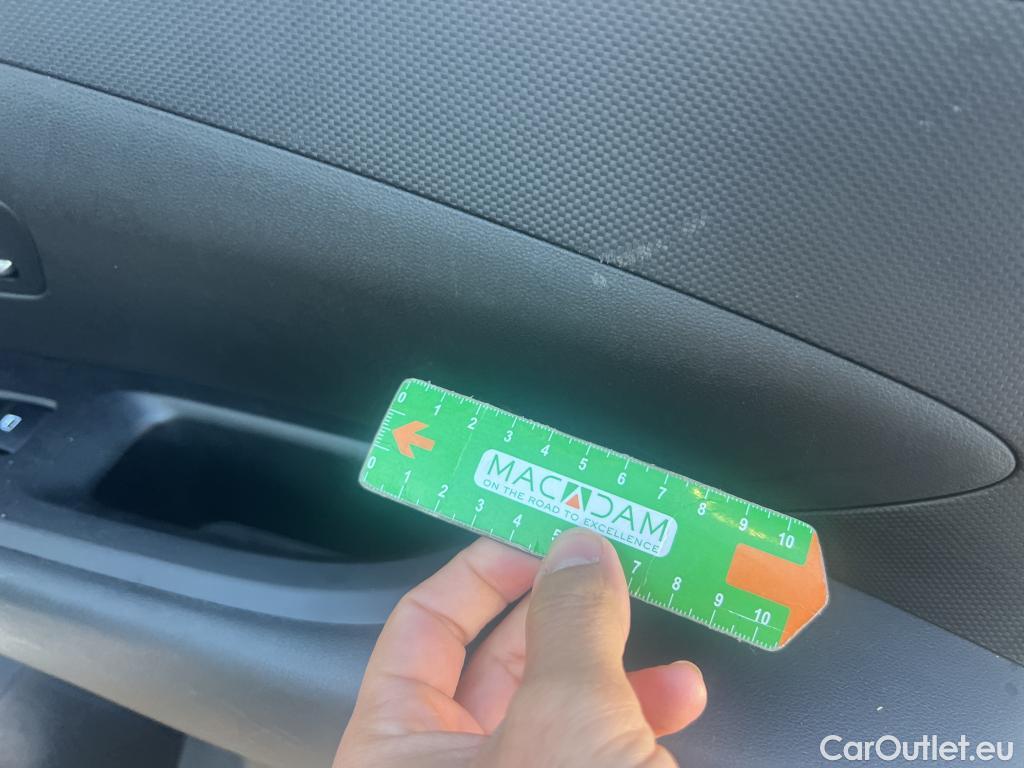 0 1 2 3 4 5 6 7 8 9 10
MACADAM
ON THE ROAD TO EXCELLENCE
0 1 2 3 4 5 7 8 9 10
CarOutlet.eu